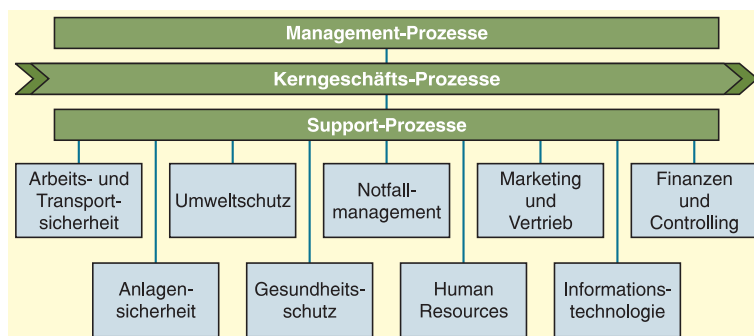 Management-Prozesse
Kerngeschäfts-Prozesse
Support-Prozesse
Arbeits- und
Transport-
sicherheit
Umweltschutz
Notfall-
management
Marketing
und
Vertrieb
Finanzen
und
Controlling
Anlagen-
sicherheit
Gesundheits-
schutz
Human
Resources
Informations-
technologie